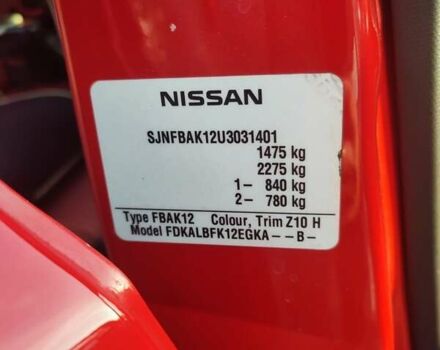 NISSAN
SJNFBAK12U3031401
1475 kg
2275 kg
1– 840 kg
2– 780 kg
Type FBAK12 Colour, Trim Z10 H
Model FDKALBFK12EGKA – – B –